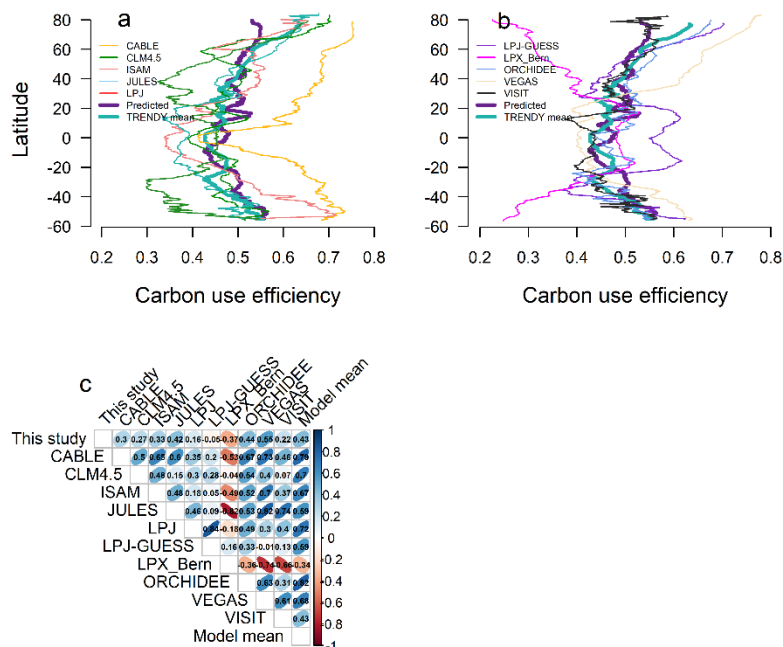 a
80
60
40
20
0
-20
-40
-60
Latitude
CABLE
CLM4.5
ISAM
JULES
LPJ
Predicted
TRENDY mean
0.2 0.3 0.4 0.5 0.6 0.7 0.8
Carbon use efficiency
b
80
60
40
20
0
-20
-40
-60
LPJ-GUESS
LPX_Bern
ORCHIDEE
VEGAS
VISIT
Predicted
TRENDY mean
0.2 0.3 0.4 0.5 0.6 0.7 0.8
Carbon use efficiency
c
This study CABLE CLM4.5 ISAM JULES LPJ LPJ-GUESS LPX_Bern ORCHIDEE VEGAS VISIT Model mean
This study 0.3 0.27 0.33 0.42 0.16 -0.05 -0.37 0.44 0.55 0.22 0.43
CABLE 0.5 0.65 0.6 0.35 0.2 -0.53 0.67 0.73 0.46 0.79
CLM4.5 0.49 0.16 0.3 0.28 -0.04 0.54 0.4 0.07 0.7
ISAM 0.48 0.18 0.05 -0.49 0.52 0.7 0.37 0.67
JULES 0.46 0.09 -0.82 0.53 0.82 0.74 0.59
LPJ 0.84 -0.18 0.49 0.3 0.4 0.72
LPJ-GUESS 0.16 0.33 -0.01 0.13 0.59
LPX_Bern -0.36 -0.74 -0.66 -0.34
ORCHIDEE 0.63 0.31 0.82
VEGAS 0.61 0.68
VISIT 0.43
Model mean
1
0.8
0.6
0.4
0.2
0
-0.2
-0.4
-0.6
-0.8
-1